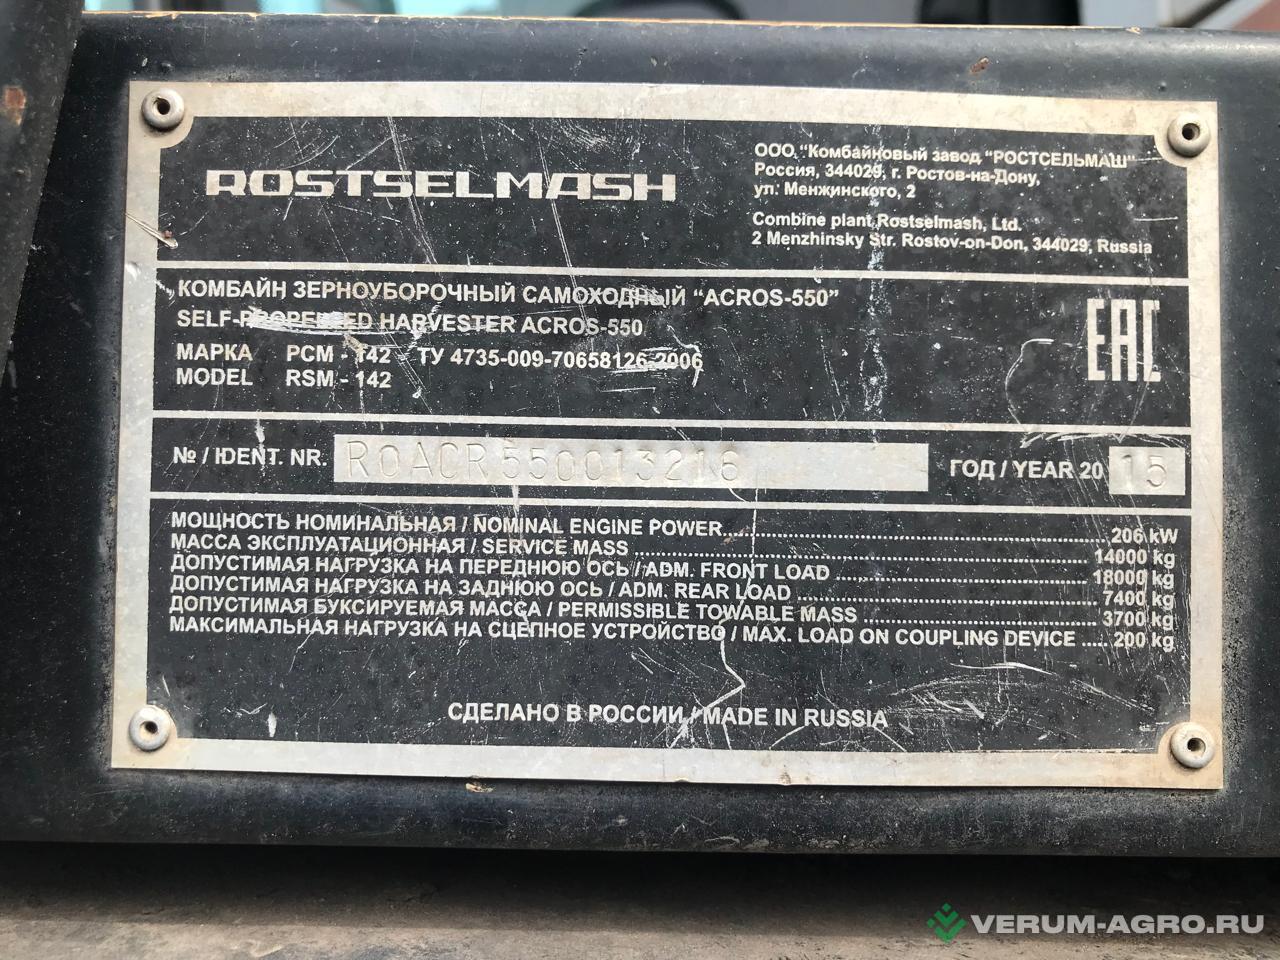 ROSTSELMASH
ООО "Комбайновый завод "РОСТСЕЛЬМАШ"
Россия, 344029, г. Ростов-на-Дону,
ул. Менжинского, 2
Combine plant Rostselmash, Ltd.
2 Menzhinsky Str. Rostov-on-Don, 344029, Russia
КОМБАЙН ЗЕРНОУБОРОЧНЫЙ САМОХОДНЫЙ "ACROS-550"
SELF-PROPELLED HARVESTER ACROS-550
МАРКА РСМ - 142 ТУ 4735-009-70658126-2006
MODEL RSM - 142
EAC
№ / IDENT. NR. R0ACR550013216 ГОД / YEAR 20 15
МОЩНОСТЬ НОМИНАЛЬНАЯ / NOMINAL ENGINE POWER 206 kW
МАССА ЭКСПЛУАТАЦИОННАЯ / SERVICE MASS 14000 kg
ДОПУСТИМАЯ НАГРУЗКА НА ПЕРЕДНЮЮ ОСЬ / ADM. FRONT LOAD 18000 kg
ДОПУСТИМАЯ НАГРУЗКА НА ЗАДНЮЮ ОСЬ / ADM. REAR LOAD 7400 kg
ДОПУСТИМАЯ БУКСИРУЕМАЯ МАССА / PERMISSIBLE TOWABLE MASS 3700 kg
МАКСИМАЛЬНАЯ НАГРУЗКА НА СЦЕПНОЕ УСТРОЙСТВО / MAX. LOAD ON COUPLING DEVICE ..... 200 kg
СДЕЛАНО В РОССИИ / MADE IN RUSSIA
VERUM-AGRO.RU